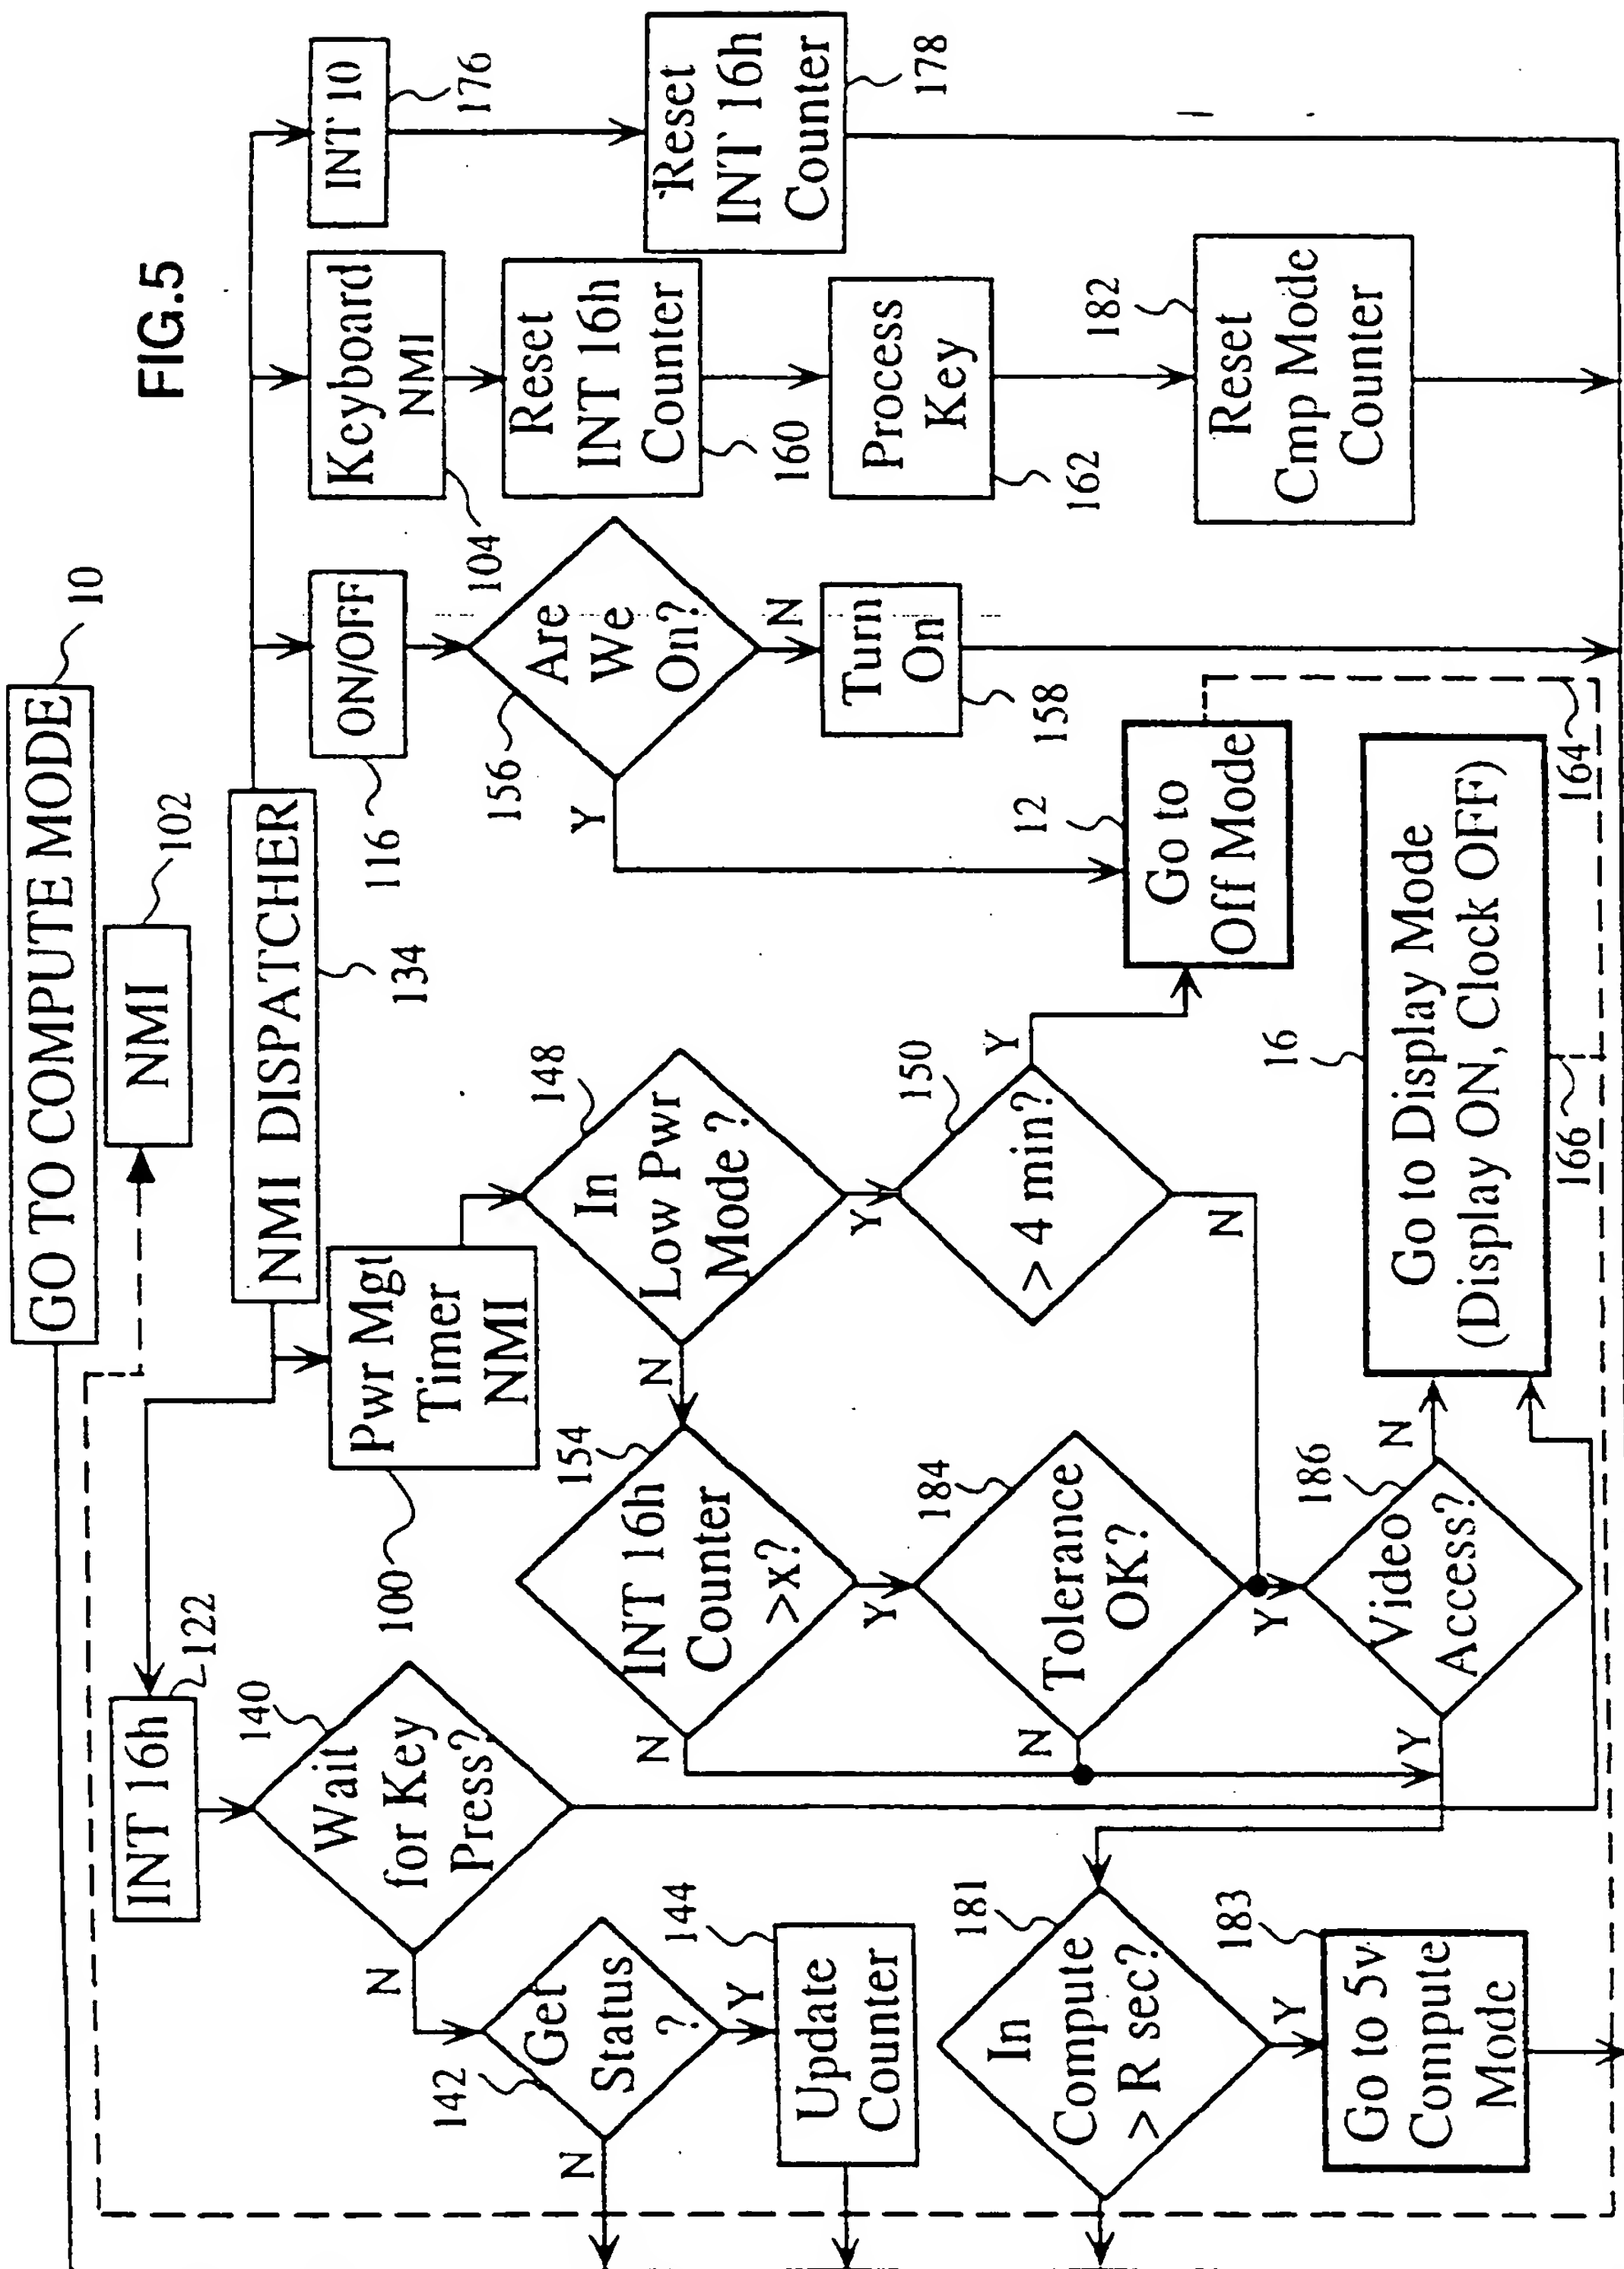 FIG.5
GO TO COMPUTE MODE
10
NMI
102
NMI DISPATCHER
134
INT 16h
122
Wait
for Key
Press?
140
N
Get
Status
?
142
N
Y
Update
Counter
144
Pwr Mgt
Timer
NMI
100
In
Low Pwr
Mode ?
148
N
Y
INT 16h
Counter
>x?
154
N
Y
> 4 min?
150
Y
N
Tolerance
OK?
184
N
Y
Video
Access?
186
N
Y
In
Compute
> R sec?
181
Y
Go to 5v
Compute
Mode
183
ON/OFF
116
Are
We
On?
156
Y
N
Turn
On
158
Go to
Off Mode
12
164
Go to Display Mode
(Display ON, Clock OFF)
16
166
Keyboard
NMI
104
Reset
INT 16h
Counter
160
Process
Key
162
Reset
Cmp Mode
Counter
182
INT 10
176
Reset
INT 16h
Counter
178